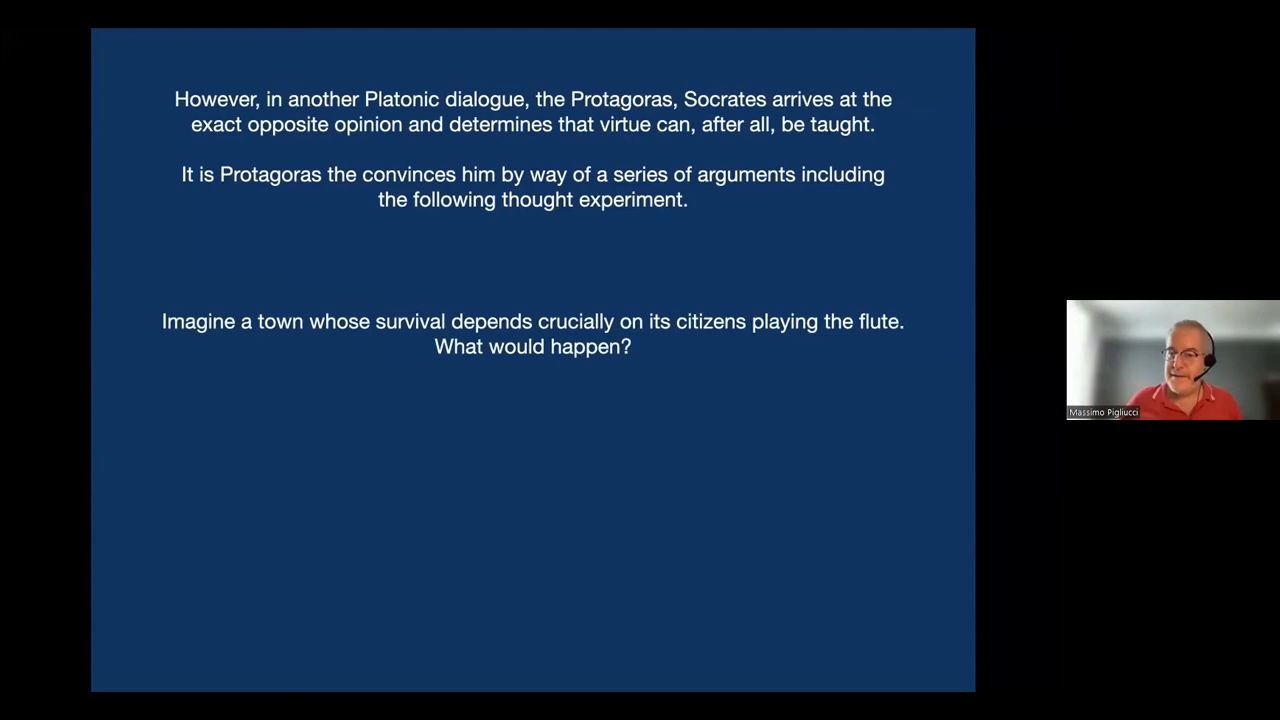 However, in another Platonic dialogue, the Protagoras, Socrates arrives at the
exact opposite opinion and determines that virtue can, after all, be taught.
It is Protagoras the convinces him by way of a series of arguments including
the following thought experiment.
Imagine a town whose survival depends crucially on its citizens playing the flute.
What would happen?
Massimo Pigliucci